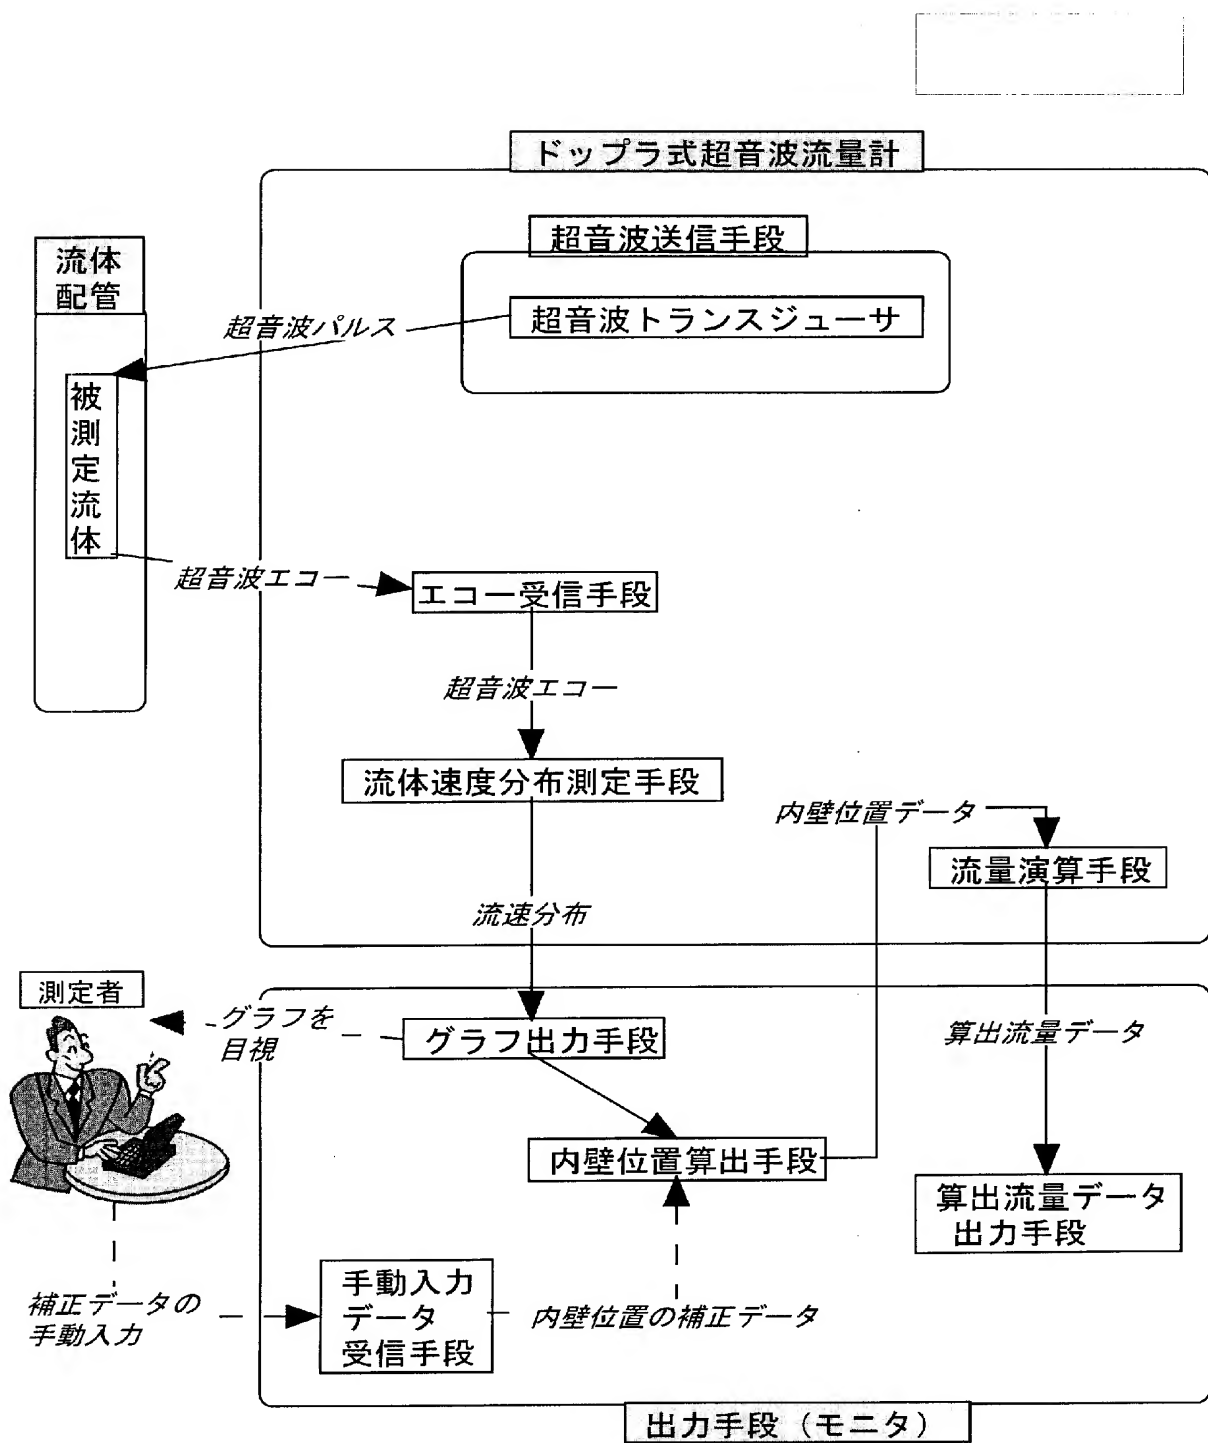 ドップラ式超音波流量計
超音波送信手段
流体
配管
超音波トランスジューサ
超音波パルス
被
測
定
流
体
超音波エコー
エコー受信手段
超音波エコー
流体速度分布測定手段
内壁位置データ
流量演算手段
流速分布
測定者
グラフを
目視
グラフ出力手段
算出流量データ
内壁位置算出手段
算出流量データ
出力手段
手動入力
データ
受信手段
補正データの
手動入力
内壁位置の補正データ
出力手段（モニタ）